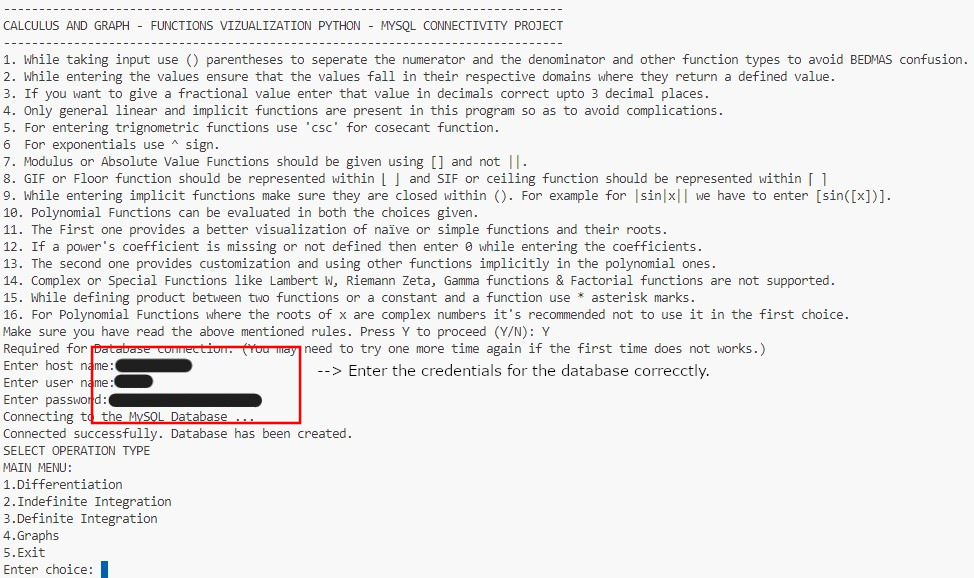 --------------------------------------------------------------------------------
CALCULUS AND GRAPH - FUNCTIONS VIZUALIZATION PYTHON - MYSQL CONNECTIVITY PROJECT
--------------------------------------------------------------------------------
1. While taking input use () parentheses to seperate the numerator and the denominator and other function types to avoid BEDMAS confusion.
2. While entering the values ensure that the values fall in their respective domains where they return a defined value.
3. If you want to give a fractional value enter that value in decimals correct upto 3 decimal places.
4. Only general linear and implicit functions are present in this program so as to avoid complications.
5. For entering trignometric functions use 'csc' for cosecant function.
6  For exponentials use ^ sign.
7. Modulus or Absolute Value Functions should be given using [] and not ||.
8. GIF or Floor function should be represented within ⌊ ⌋ and SIF or ceiling function should be represented within ⌈ ⌉
9. While entering implicit functions make sure they are closed within (). For example for |sin|x|| we have to enter [sin([x])].
10. Polynomial Functions can be evaluated in both the choices given.
11. The First one provides a better visualization of naïve or simple functions and their roots.
12. If a power's coefficient is missing or not defined then enter 0 while entering the coefficients.
13. The second one provides customization and using other functions implicitly in the polynomial ones.
14. Complex or Special Functions like Lambert W, Riemann Zeta, Gamma functions & Factorial functions are not supported.
15. While defining product between two functions or a constant and a function use * asterisk marks.
16. For Polynomial Functions where the roots of x are complex numbers it's recommended not to use it in the first choice.
Make sure you have read the above mentioned rules. Press Y to proceed (Y/N): Y
Required for Database connection. (You may need to try one more time again if the first time does not works.)
Enter host name:
--> Enter the credentials for the database correcctly.
Enter user name:
Enter password:
Connecting to the MySQL Database ...
Connected successfully. Database has been created.
SELECT OPERATION TYPE
MAIN MENU:
1.Differentiation
2.Indefinite Integration
3.Definite Integration
4.Graphs
5.Exit
Enter choice: